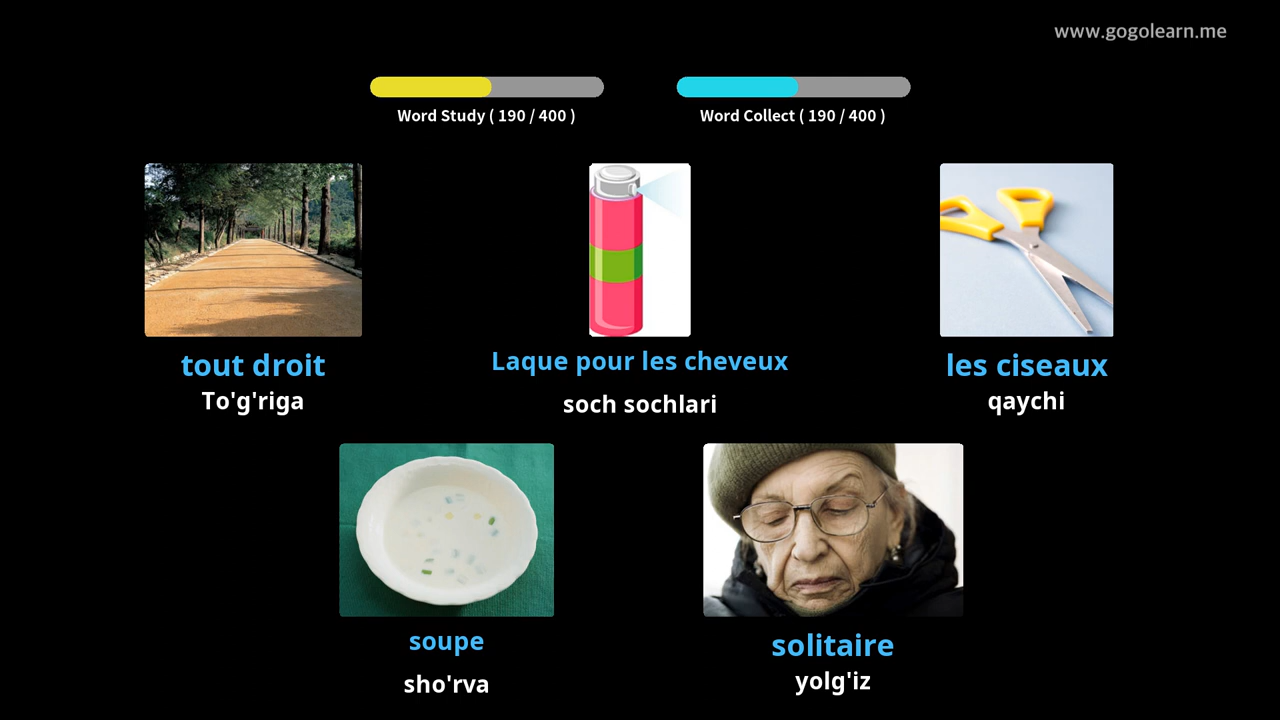 www.gogolearn.me
Word Study ( 190 / 400 )
Word Collect ( 190 / 400 )
tout droit
To'g'riga
Laque pour les cheveux
soch sochlari
les ciseaux
qaychi
soupe
sho'rva
solitaire
yolg'iz